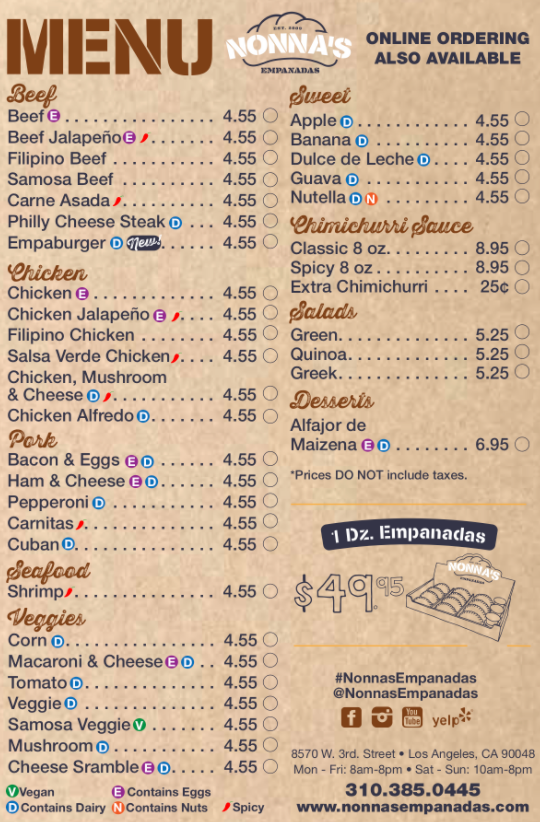 MENU
EST. 2005
NONNA'S
EMPANADAS
ONLINE ORDERING
ALSO AVAILABLE
Beef
Beef E . . . . . . . . . . . . . . . . 4.55
Beef Jalapeño E . . . . . . . 4.55
Filipino Beef . . . . . . . . . . . 4.55
Samosa Beef . . . . . . . . . . 4.55
Carne Asada . . . . . . . . . . 4.55
Philly Cheese Steak D . . . 4.55
Empaburger D New! . . . . . 4.55
Chicken
Chicken E . . . . . . . . . . . . . 4.55
Chicken Jalapeño E . . . . 4.55
Filipino Chicken . . . . . . . . 4.55
Salsa Verde Chicken . . . . 4.55
Chicken, Mushroom
& Cheese D . . . . . . . . . . 4.55
Chicken Alfredo D . . . . . . . 4.55
Pork
Bacon & Eggs E D . . . . . . 4.55
Ham & Cheese E D . . . . . 4.55
Pepperoni D . . . . . . . . . . . 4.55
Carnitas . . . . . . . . . . . . . 4.55
Cuban D . . . . . . . . . . . . . . 4.55
Seafood
Shrimp . . . . . . . . . . . . . . 4.55
Veggies
Corn D . . . . . . . . . . . . . . . 4.55
Macaroni & Cheese E D . . 4.55
Tomato D . . . . . . . . . . . . . 4.55
Veggie D . . . . . . . . . . . . . . 4.55
Samosa Veggie V . . . . . . . 4.55
Mushroom D . . . . . . . . . . . 4.55
Cheese Sramble E D . . . . . 4.55
V Vegan E Contains Eggs
D Contains Dairy N Contains Nuts Spicy
Sweet
Apple D . . . . . . . . . . . . 4.55
Banana D . . . . . . . . . . 4.55
Dulce de Leche D . . . . 4.55
Guava D . . . . . . . . . . . 4.55
Nutella D N . . . . . . . . . 4.55
Chimichurri Sauce
Classic 8 oz. . . . . . . . . 8.95
Spicy 8 oz . . . . . . . . . . 8.95
Extra Chimichurri . . . . 25¢
Salads
Green. . . . . . . . . . . . . . 5.25
Quinoa. . . . . . . . . . . . . 5.25
Greek. . . . . . . . . . . . . . 5.25
Desserts
Alfajor de
Maizena E D . . . . . . . . 6.95
*Prices DO NOT include taxes.
1 Dz. Empanadas
$49.95
NONNA'S
#NonnasEmpanadas
@NonnasEmpanadas
f You Tube yelp
8570 W. 3rd. Street • Los Angeles, CA 90048
Mon - Fri: 8am-8pm • Sat - Sun: 10am-8pm
310.385.0445
www.nonnasempanadas.com